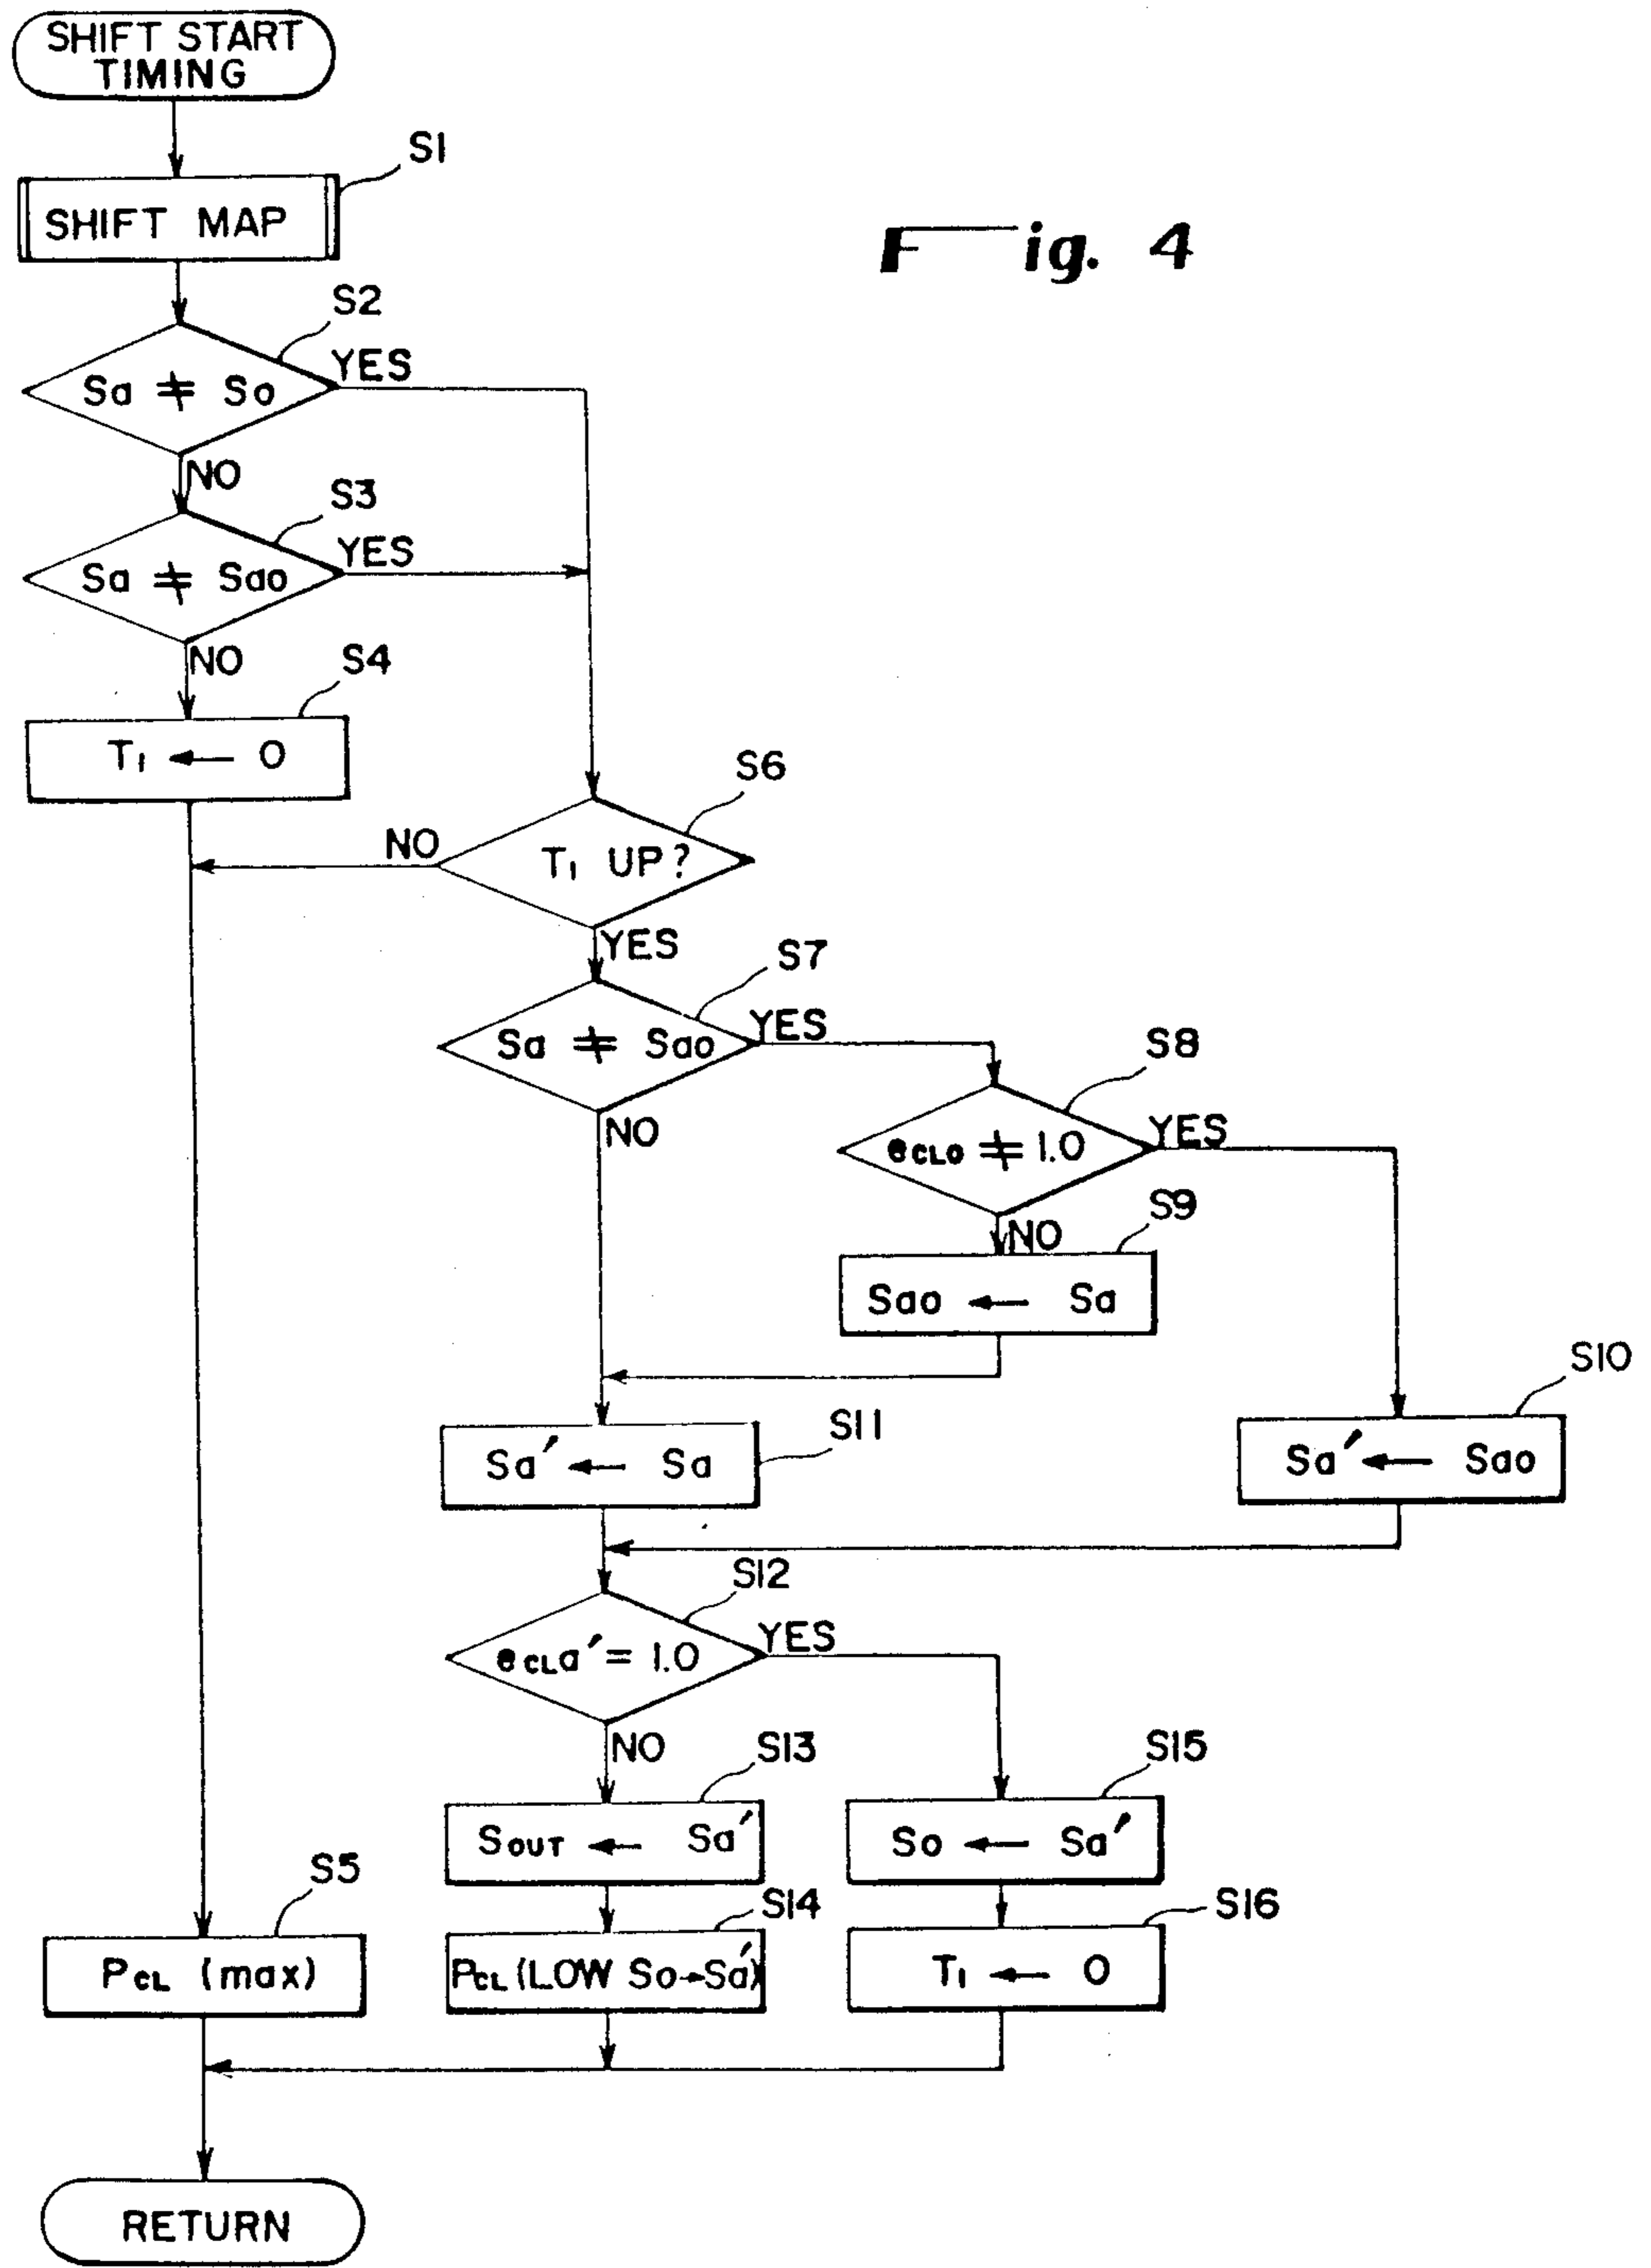 SHIFT START
TIMING
S1
SHIFT MAP
Fig. 4
S2
Sa ≠ So
YES
NO
S3
Sa ≠ Sao
YES
NO
S4
T1 ← 0
S6
T1 UP?
NO
YES
S7
Sa ≠ Sao
YES
NO
S8
eCLO ≠ 1.0
YES
NO
S9
Sao ← Sa
S10
Sa′ ← Sao
S11
Sa′ ← Sa
S12
eCLa′ = 1.0
YES
NO
S13
SOUT ← Sa′
S15
So ← Sa′
S5
PCL (max)
S14
PCL (LOW So→Sa′)
S16
T1 ← 0
RETURN